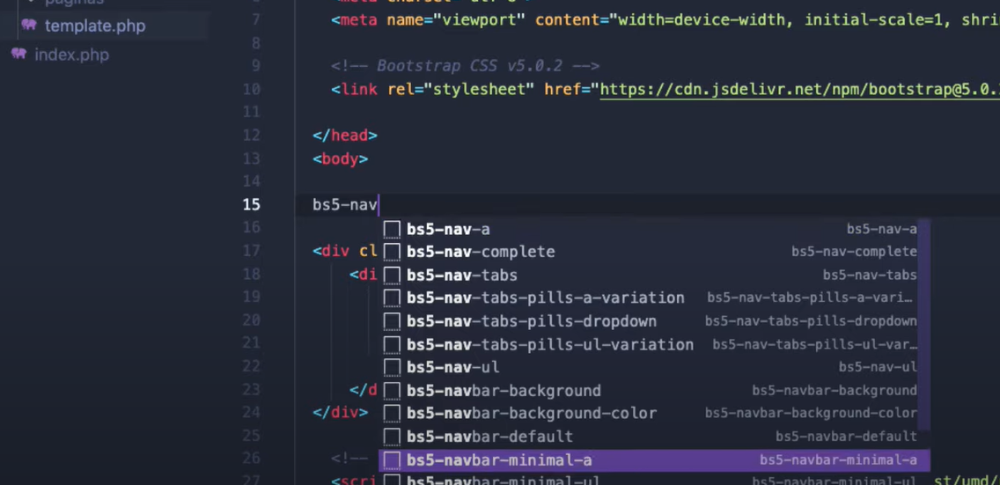 paginas
template.php
index.php
7 <meta name="viewport" content="width=device-width, initial-scale=1, shri
8
9 <!-- Bootstrap CSS v5.0.2 -->
10 <link rel="stylesheet" href="https://cdn.jsdelivr.net/npm/bootstrap@5.0.
11
12 </head>
13 <body>
14
15 bs5-nav
16 bs5-nav-a bs5-nav-a
17 <div cl bs5-nav-complete bs5-nav-complete
18 <di bs5-nav-tabs bs5-nav-tabs
19 bs5-nav-tabs-pills-a-variation bs5-nav-tabs-pills-a-vari…
20 bs5-nav-tabs-pills-dropdown bs5-nav-tabs-pills-dropdown
21 bs5-nav-tabs-pills-ul-variation bs5-nav-tabs-pills-ul-var…
22 bs5-nav-ul bs5-nav-ul
23 </d bs5-navbar-background bs5-navbar-background
24 </div> bs5-navbar-background-color bs5-navbar-background-color
25 bs5-navbar-default bs5-navbar-default
26 <!-- bs5-navbar-minimal-a bs5-navbar-minimal-a
27 <scri bs5-navbar-minimal-ul bs5-navbar-minimal-ul st/umd/